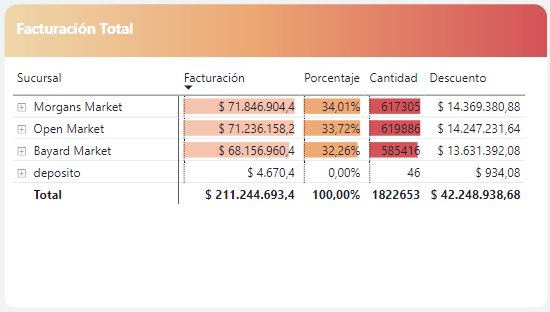 Facturación Total
Sucursal Facturación Porcentaje Cantidad Descuento
Morgans Market $ 71.846.904,4 34,01% 617305 $ 14.369.380,88
Open Market $ 71.236.158,2 33,72% 619886 $ 14.247.231,64
Bayard Market $ 68.156.960,4 32,26% 585416 $ 13.631.392,08
deposito $ 4.670,4 0,00% 46 $ 934,08
Total $ 211.244.693,4 100,00% 1822653 $ 42.248.938,68